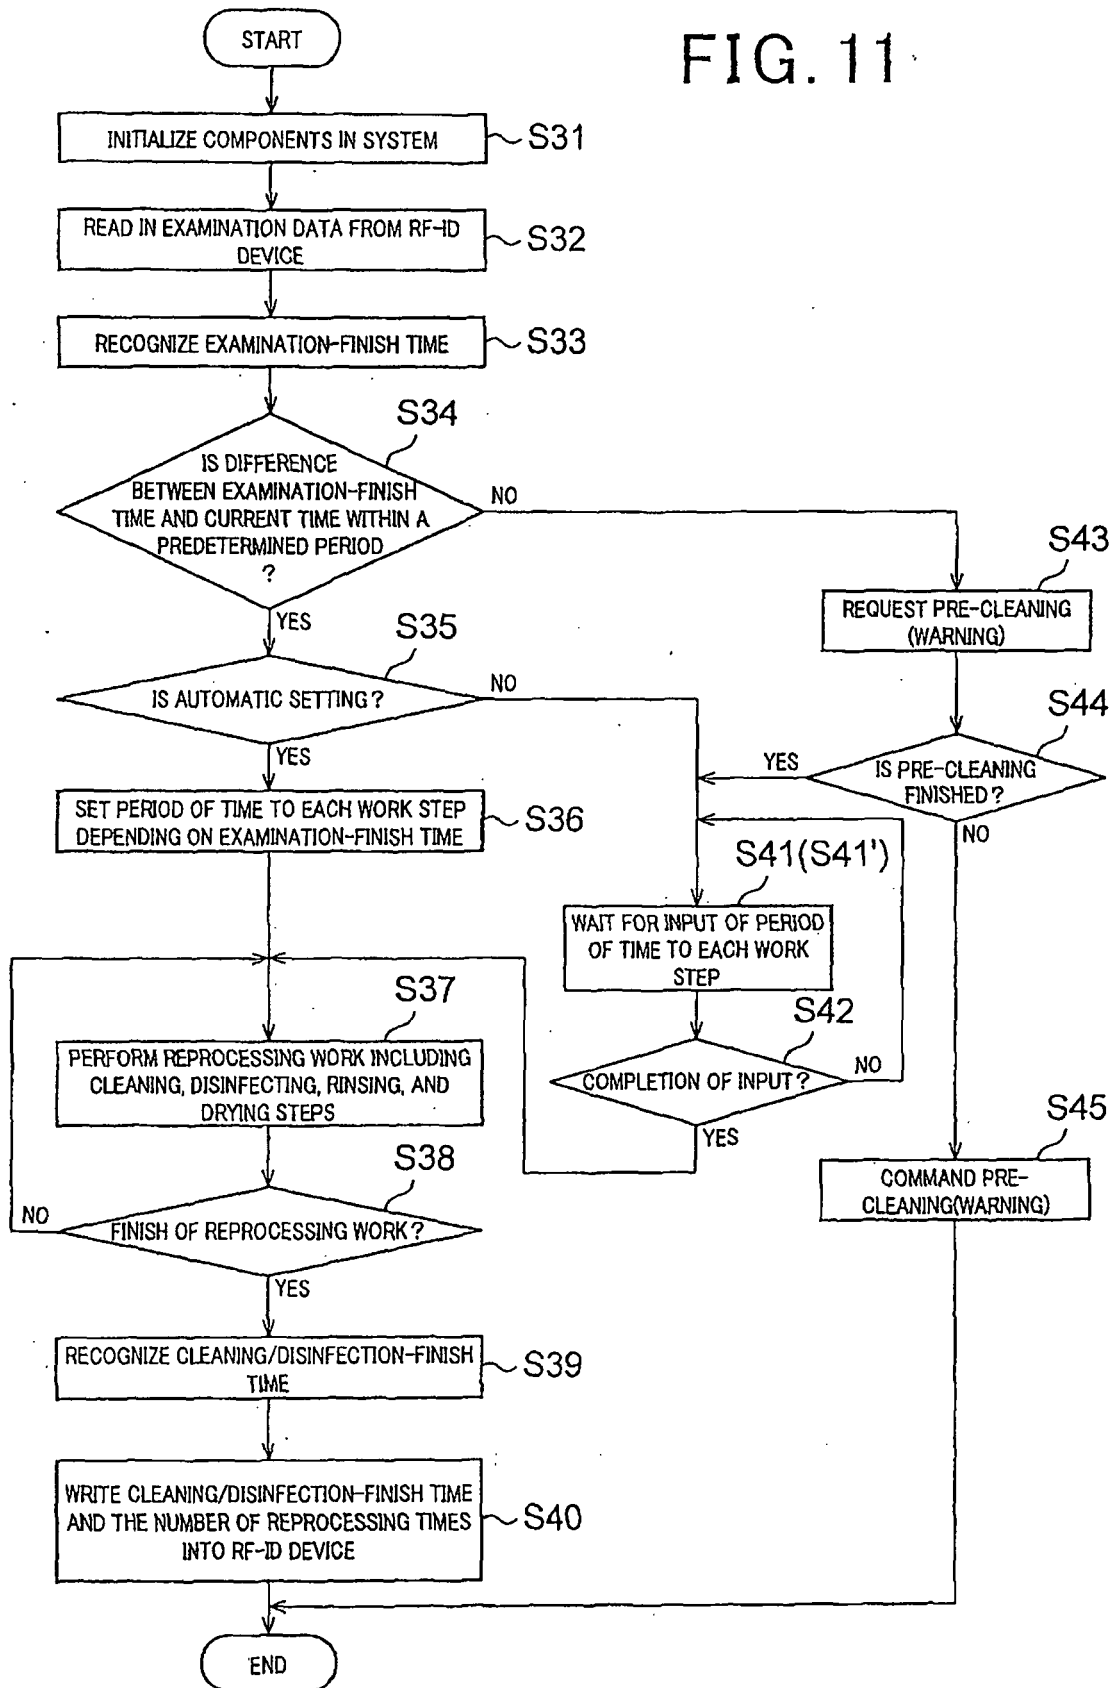 FIG. 11
START
INITIALIZE COMPONENTS IN SYSTEM
S31
READ IN EXAMINATION DATA FROM RF-ID
DEVICE
S32
RECOGNIZE EXAMINATION-FINISH TIME
S33
S34
IS DIFFERENCE
BETWEEN EXAMINATION-FINISH
TIME AND CURRENT TIME WITHIN A
PREDETERMINED PERIOD
?
NO
YES
S35
IS AUTOMATIC SETTING?
NO
YES
SET PERIOD OF TIME TO EACH WORK STEP
DEPENDING ON EXAMINATION-FINISH TIME
S36
S37
PERFORM REPROCESSING WORK INCLUDING
CLEANING, DISINFECTING, RINSING, AND
DRYING STEPS
S38
FINISH OF REPROCESSING WORK?
NO
YES
RECOGNIZE CLEANING/DISINFECTION-FINISH
TIME
S39
WRITE CLEANING/DISINFECTION-FINISH TIME
AND THE NUMBER OF REPROCESSING TIMES
INTO RF-ID DEVICE
S40
END
S41(S41')
WAIT FOR INPUT OF PERIOD
OF TIME TO EACH WORK
STEP
S42
COMPLETION OF INPUT?
NO
YES
S43
REQUEST PRE-CLEANING
(WARNING)
S44
IS PRE-CLEANING
FINISHED?
YES
NO
S45
COMMAND PRE-
CLEANING(WARNING)